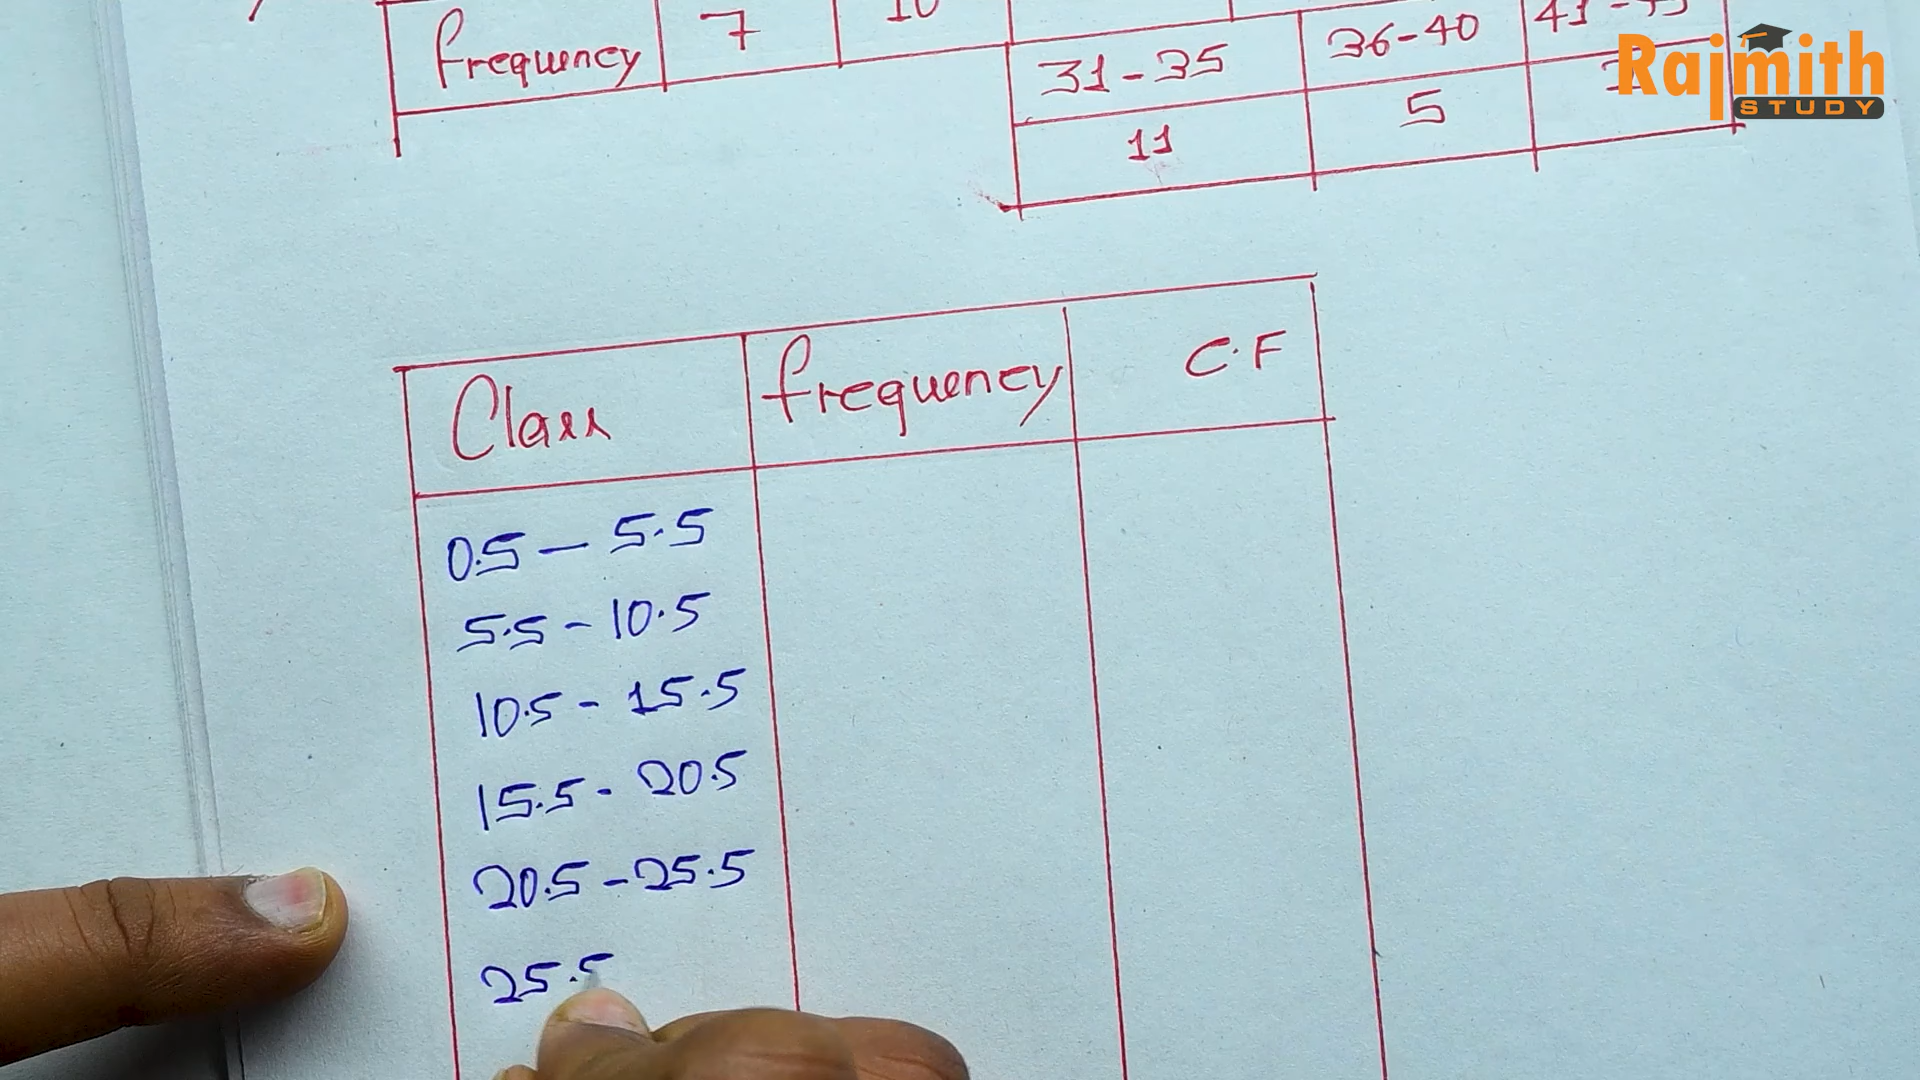 frequency 7 10
31-35 36-40
11 5
Rajmith
STUDY
Class frequency C.F
0.5 - 5.5
5.5 - 10.5
10.5 - 15.5
15.5 - 20.5
20.5 - 25.5
25.5